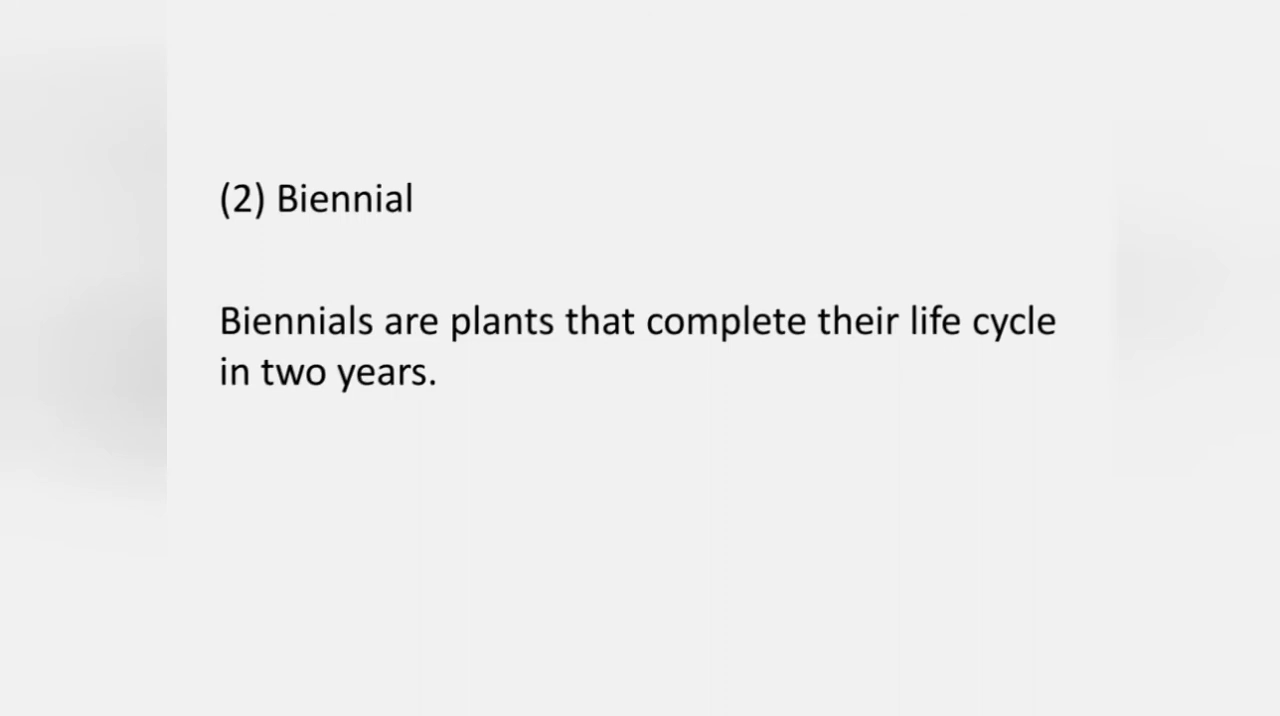 (2) Biennial
Biennials are plants that complete their life cycle
in two years.